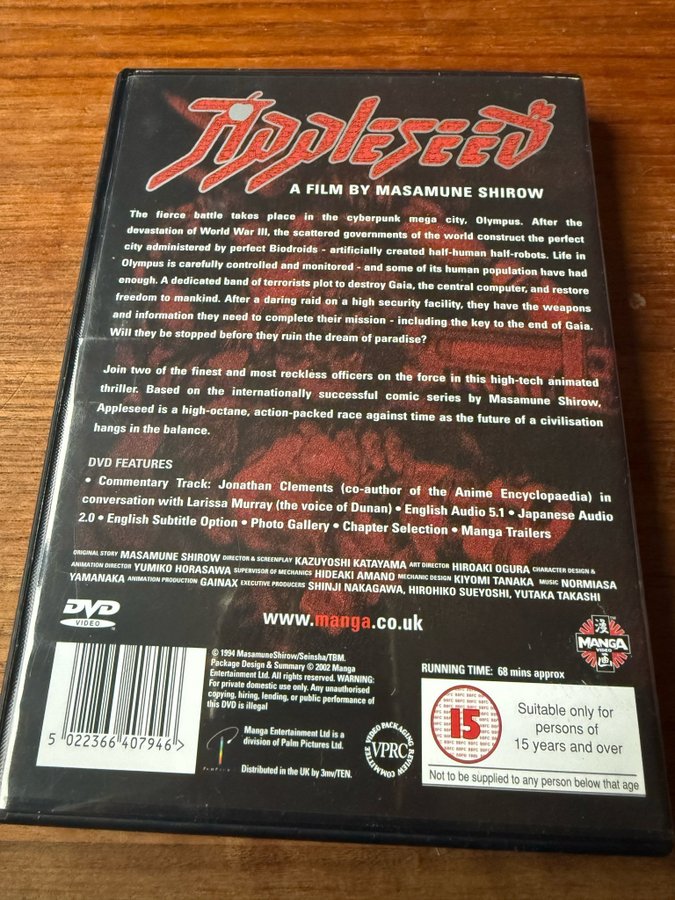 Appleseed
A FILM BY MASAMUNE SHIROW
The fierce battle takes place in the cyberpunk mega city, Olympus. After the
devastation of World War III, the scattered governments of the world construct the perfect
city administered by perfect Biodroids - artificially created half-human half-robots. Life in
Olympus is carefully controlled and monitored - and some of its human population have had
enough. A dedicated band of terrorists plot to destroy Gaia, the central computer, and restore
freedom to mankind. After a daring raid on a high security facility, they have the weapons
and information they need to complete their mission - including the key to the end of Gaia.
Will they be stopped before they ruin the dream of paradise?
Join two of the finest and most reckless officers on the force in this high-tech animated
thriller. Based on the internationally successful comic series by Masamune Shirow,
Appleseed is a high-octane, action-packed race against time as the future of a civilisation
hangs in the balance.
DVD FEATURES
• Commentary Track: Jonathan Clements (co-author of the Anime Encyclopaedia) in
conversation with Larissa Murray (the voice of Dunan) • English Audio 5.1 • Japanese Audio
2.0 • English Subtitle Option • Photo Gallery • Chapter Selection • Manga Trailers
ORIGINAL STORY MASAMUNE SHIROW DIRECTOR & SCREENPLAY KAZUYOSHI KATAYAMA ART DIRECTOR HIROAKI OGURA CHARACTER DESIGN &
ANIMATION DIRECTOR YUMIKO HORASAWA SUPERVISOR OF MECHANICS HIDEAKI AMANO MECHANIC DESIGN KIYOMI TANAKA MUSIC NORMIASA
YAMANAKA ANIMATION PRODUCTION GAINAX EXECUTIVE PRODUCERS SHINJI NAKAGAWA, HIROHIKO SUEYOSHI, YUTAKA TAKASHI
DVD
VIDEO
www.manga.co.uk
漫
MANGA
VIDEO
画
© 1994 MasamuneShirow/Seinsha/TBM.
Package Design & Summary © 2002 Manga
Entertainment Ltd. All rights reserved. WARNING:
For private domestic use only. Any unauthorised
copying, hiring, lending, or public performance of
this DVD is illegal
Manga Entertainment Ltd is a
division of Palm Pictures Ltd.
Distributed in the UK by 3mv/TEN.
5 022366 407946 >
VIDEO PACKAGING REVIEW COMMITTEE
VPRC
RUNNING TIME: 68 mins approx
15
Suitable only for
persons of
15 years and over
Not to be supplied to any person below that age